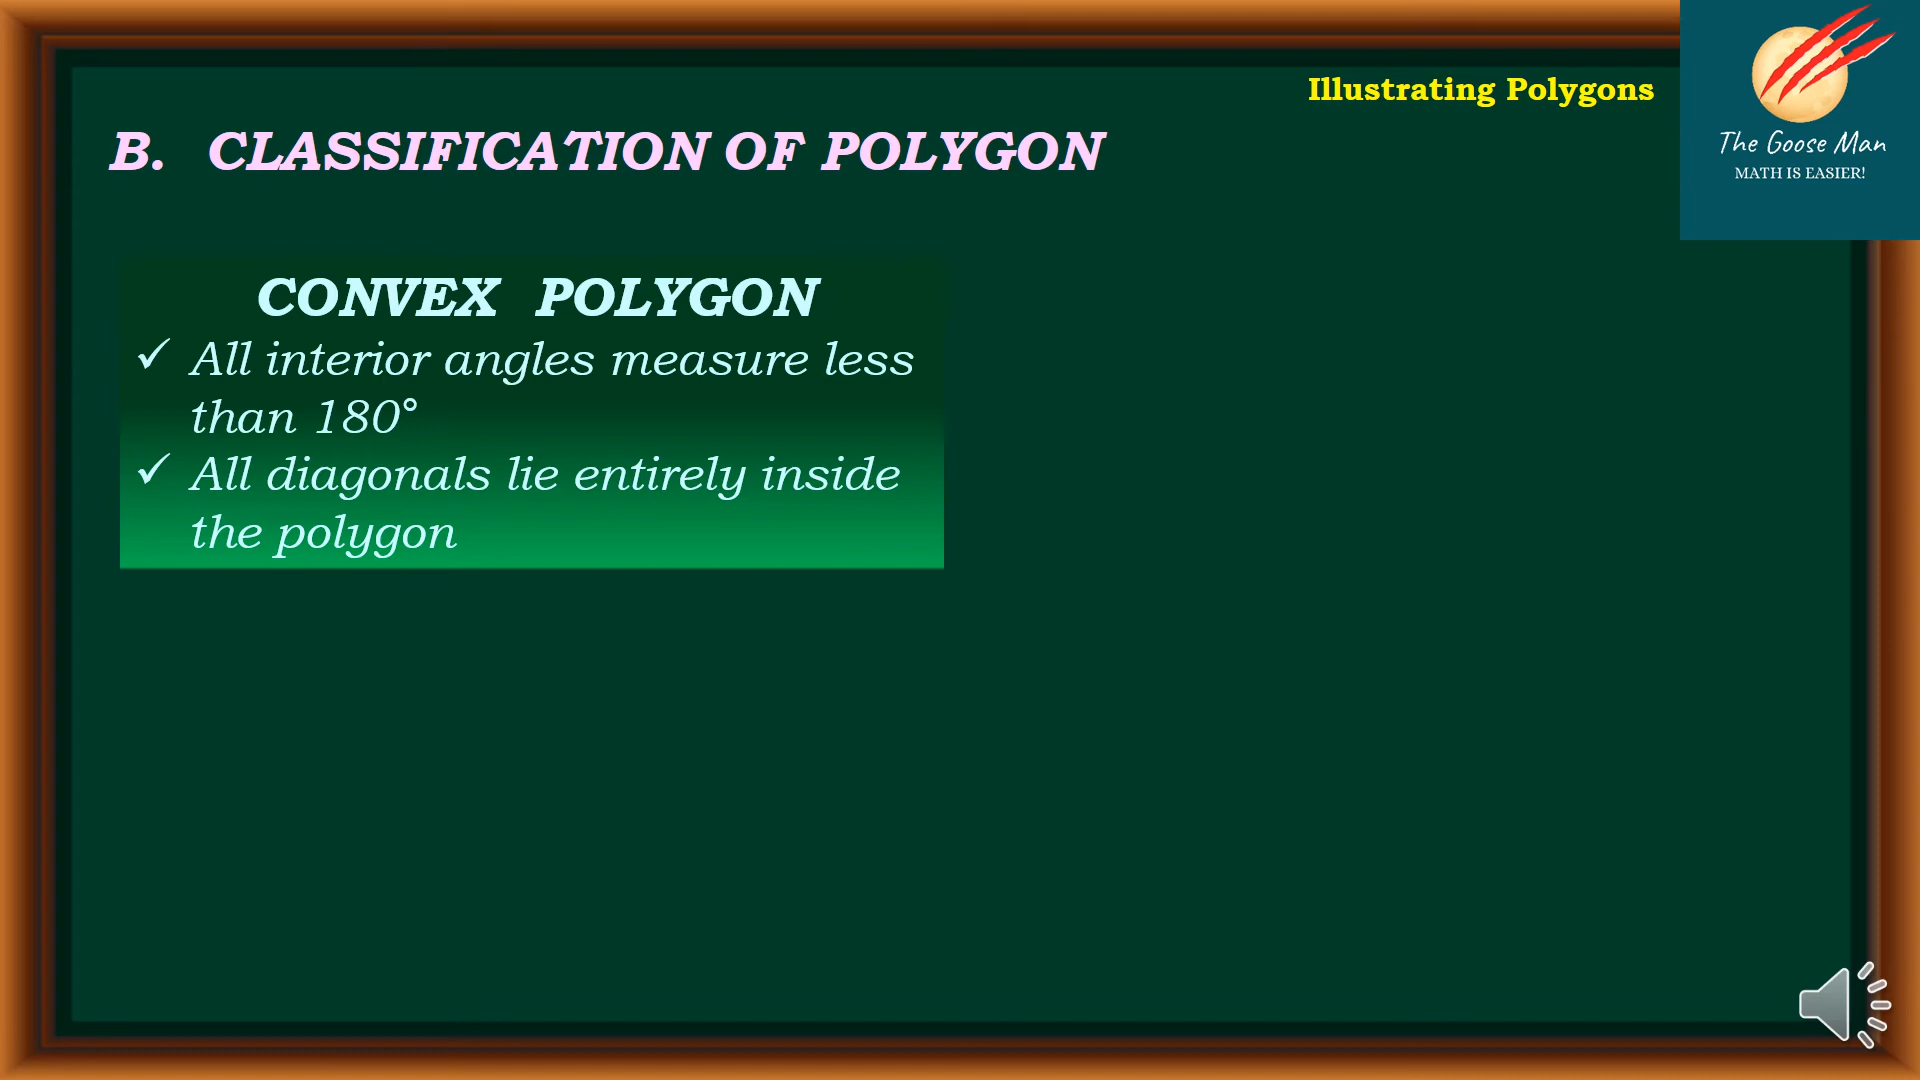 Illustrating Polygons
The Goose Man
MATH IS EASIER!
B. CLASSIFICATION OF POLYGON
CONVEX POLYGON
✓ All interior angles measure less
than 180°
✓ All diagonals lie entirely inside
the polygon